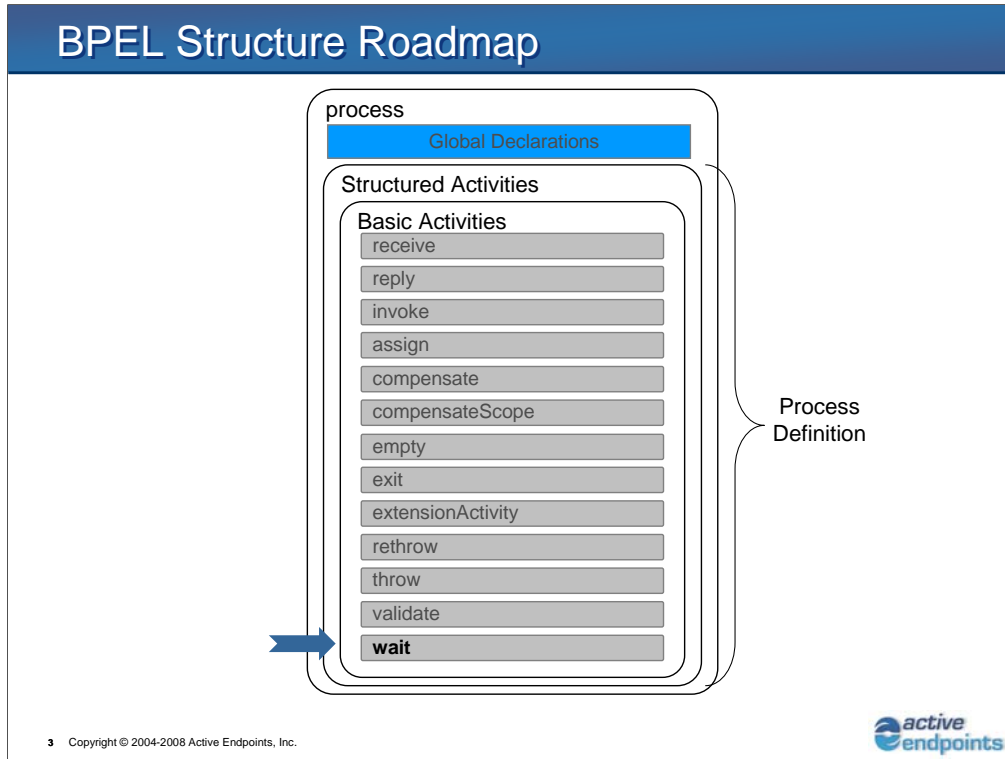 BPEL Structure Roadmap
process
Global Declarations
Structured Activities
Basic Activities
receive
reply
invoke
assign
compensate
compensateScope
empty
exit
extensionActivity
rethrow
throw
validate
wait
Process
Definition
3 Copyright © 2004-2008 Active Endpoints, Inc.
active
endpoints